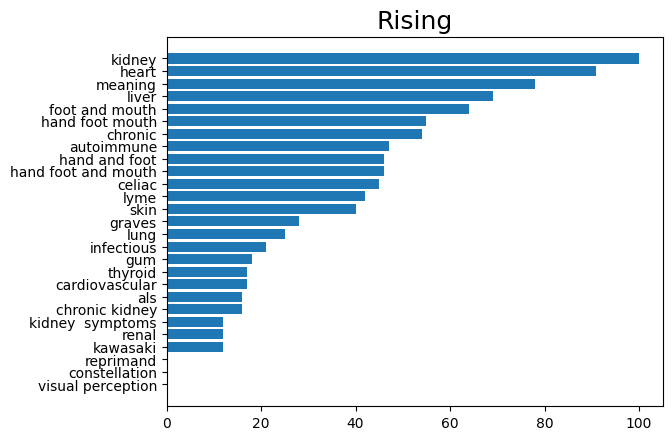 Rising
kidney
heart
meaning
liver
foot and mouth
hand foot mouth
chronic
autoimmune
hand and foot
hand foot and mouth
celiac
lyme
skin
graves
lung
infectious
gum
thyroid
cardiovascular
als
chronic kidney
kidney  symptoms
renal
kawasaki
reprimand
constellation
visual perception
0 20 40 60 80 100